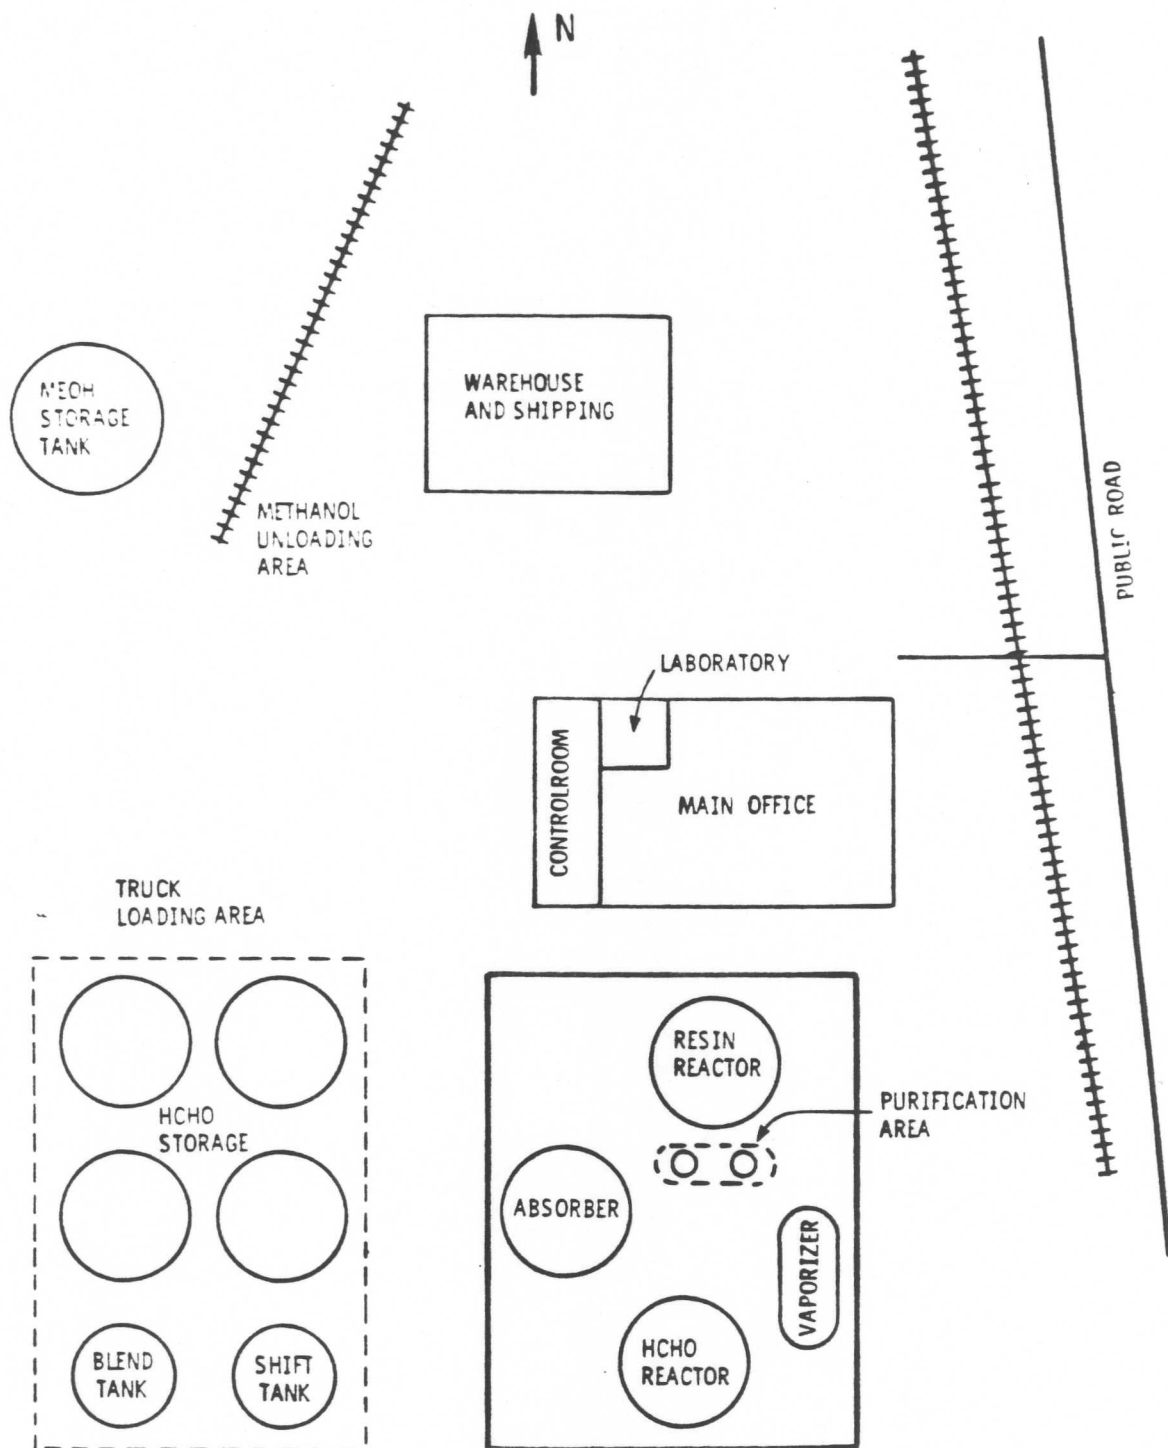 N
MEOH
STORAGE
TANK
WAREHOUSE
AND SHIPPING
METHANOL
UNLOADING
AREA
PUBLIC ROAD
LABORATORY
CONTROLROOM
MAIN OFFICE
TRUCK
LOADING AREA
RESIN
REACTOR
PURIFICATION
AREA
HCHO
STORAGE
ABSORBER
VAPORIZER
BLEND
TANK
SHIFT
TANK
HCHO
REACTOR